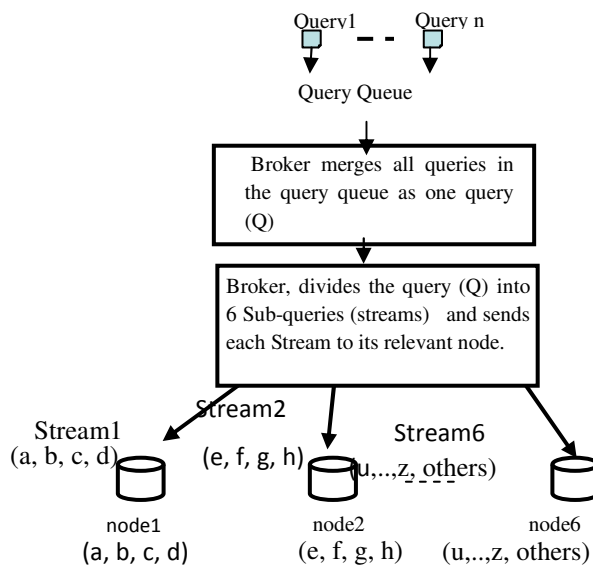 Query1 Query n
Query Queue
Broker merges all queries in
the query queue as one query
(Q)
Broker, divides the query (Q) into
6 Sub-queries (streams) and sends
each Stream to its relevant node.
Stream2
Stream1
Stream6
(a, b, c, d)
(e, f, g, h)
(u,..,z, others)
node1
node2
node6
(a, b, c, d)
(e, f, g, h)
(u,..,z, others)